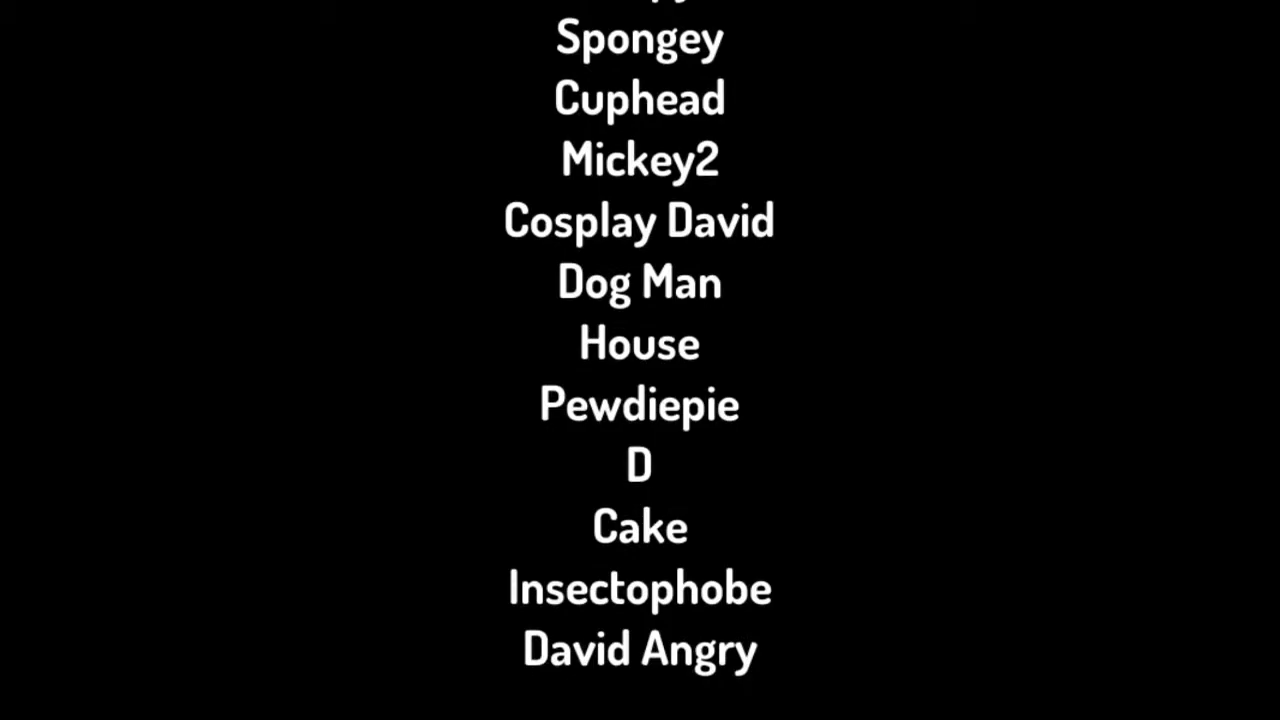 Spongey
Cuphead
Mickey2
Cosplay David
Dog Man
House
Pewdiepie
D
Cake
Insectophobe
David Angry